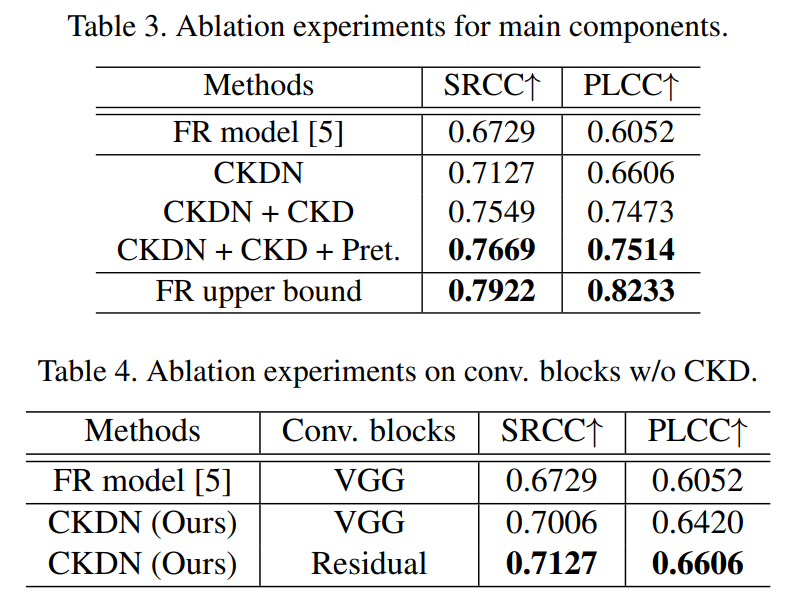 Table 3. Ablation experiments for main components.
Methods SRCC↑ PLCC↑
FR model [5] 0.6729 0.6052
CKDN 0.7127 0.6606
CKDN + CKD 0.7549 0.7473
CKDN + CKD + Pret. 0.7669 0.7514
FR upper bound 0.7922 0.8233
Table 4. Ablation experiments on conv. blocks w/o CKD.
Methods Conv. blocks SRCC↑ PLCC↑
FR model [5] VGG 0.6729 0.6052
CKDN (Ours) VGG 0.7006 0.6420
CKDN (Ours) Residual 0.7127 0.6606